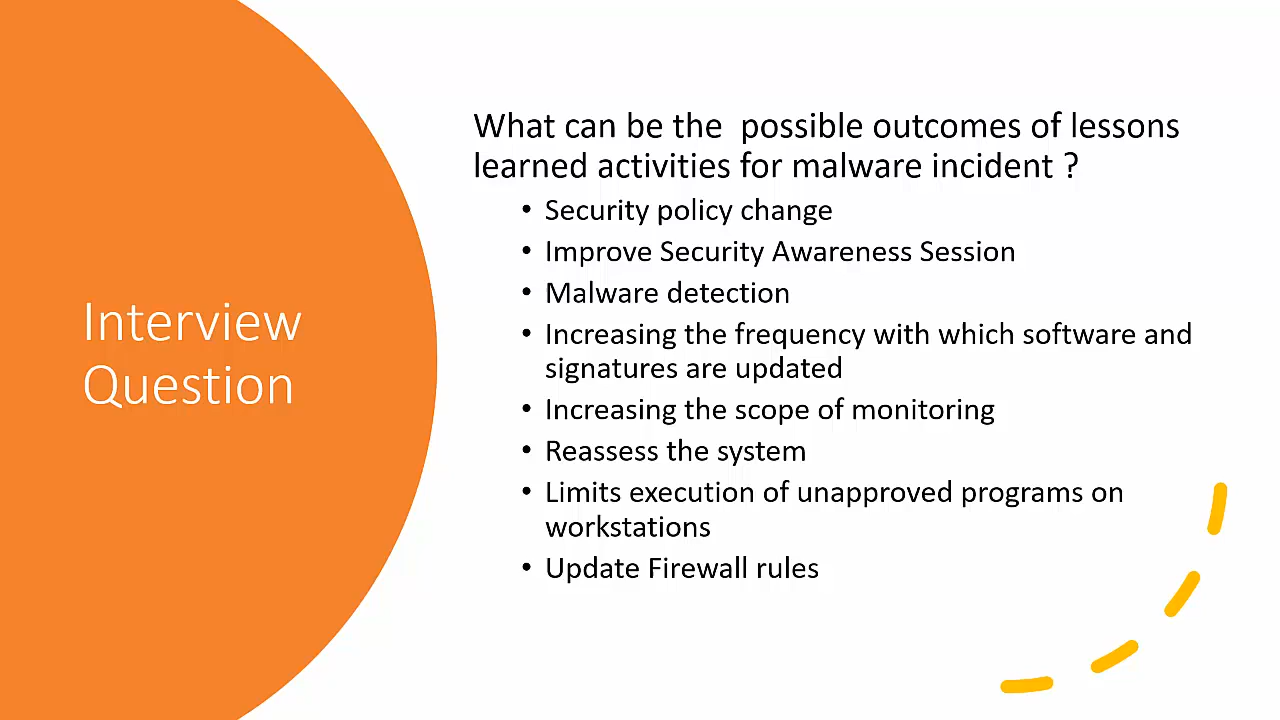 Interview
Question
What can be the  possible outcomes of lessons
learned activities for malware incident ?
• Security policy change
• Improve Security Awareness Session
• Malware detection
• Increasing the frequency with which software and
signatures are updated
• Increasing the scope of monitoring
• Reassess the system
• Limits execution of unapproved programs on
workstations
• Update Firewall rules